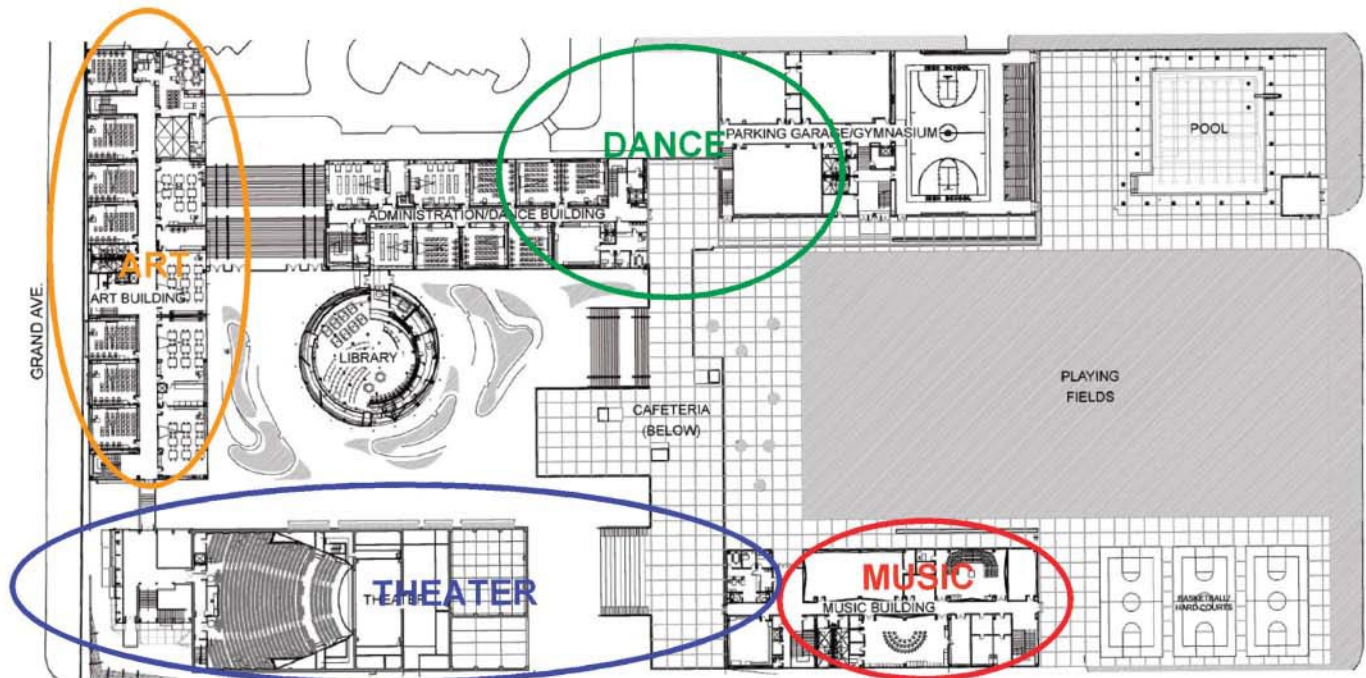 DANCE
PARKING GARAGE/GYMNASIUM
POOL
ADMINISTRATION/DANCE BUILDING
ART
ART BUILDING
GRAND AVE.
LIBRARY
PLAYING
FIELDS
CAFETERIA
(BELOW)
THEATER
THEATER
MUSIC
MUSIC BUILDING
BASKETBALL/
HARD COURTS